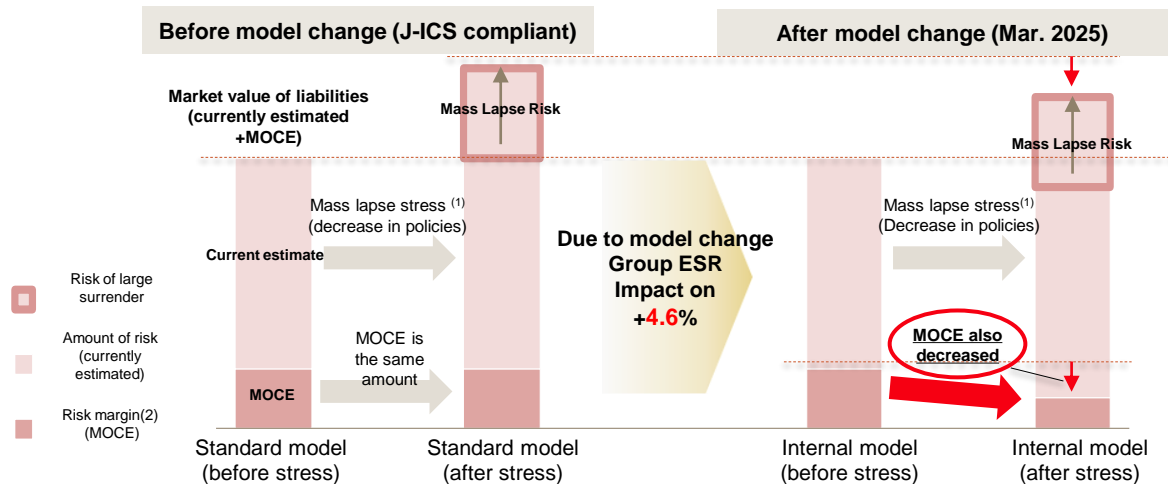 Before model change (J-ICS compliant)
After model change (Mar. 2025)
Market value of liabilities
(currently estimated
+MOCE)
Mass Lapse Risk
Mass lapse stress (1)
(decrease in policies)
Current estimate
MOCE is
the same
amount
MOCE
Standard model
(before stress)
Standard model
(after stress)
Risk of large
surrender
Amount of risk
(currently
estimated)
Risk margin(2)
(MOCE)
Due to model change
Group ESR
Impact on
+4.6%
Mass Lapse Risk
Mass lapse stress(1)
(Decrease in policies)
MOCE also
decreased
Internal model
(before stress)
Internal model
(after stress)